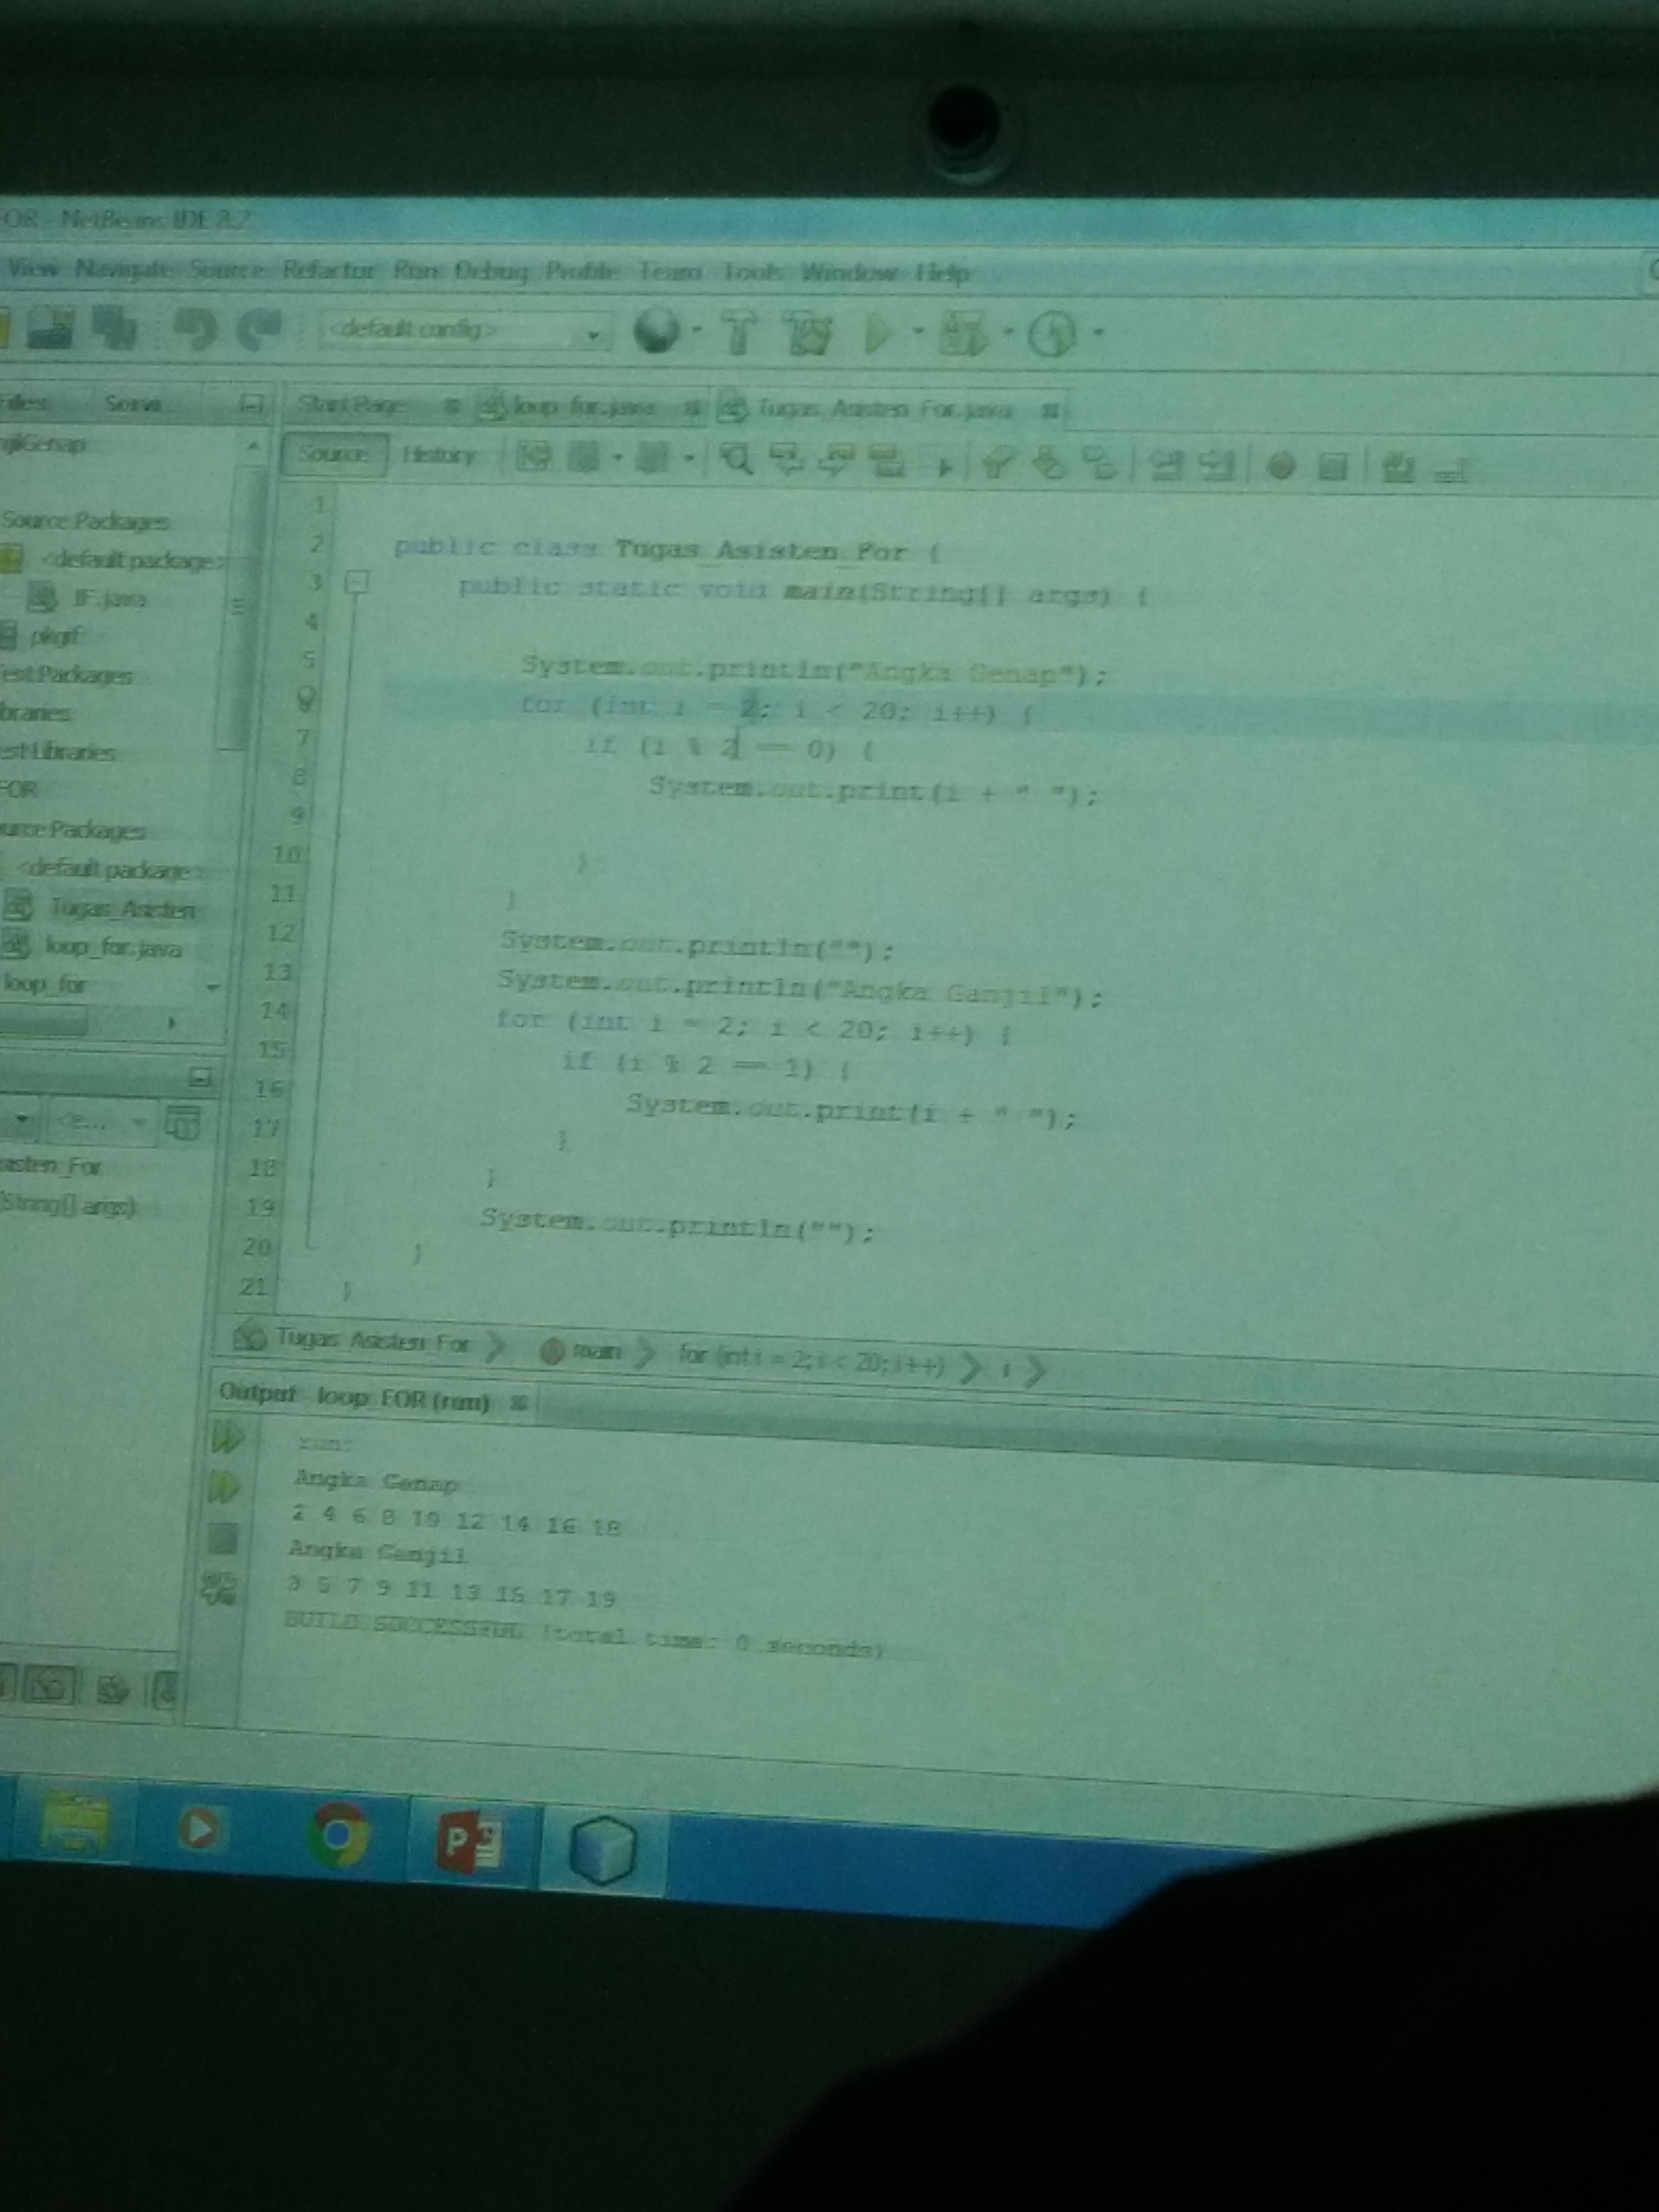 FOR - NetBeans IDE 8.2
View Navigate Source Refactor Run Debug Profile Team Tools Window Help
<default config>
Files Servi...
Start Page loop_for.java Tugas_Asisten_For.java
Source History
Source Packages
<default package>
IF.java
pkgif
Test Packages
Libraries
Test Libraries
FOR
Source Packages
<default package>
Tugas_Asisten
loop_for.java
loop_for
<e...
asisten_For
(String[] args)
1
2 public class Tugas_Asisten_For {
3 public static void main(String[] args) {
4
5 System.out.println("Angka Genap");
for (int i = 2; i < 20; i++) {
7 if (i % 2 == 0) {
8 System.out.print(i + " ");
9
10 }
11 }
12 System.out.println("");
13 System.out.println("Angka Ganjil");
14 for (int i = 2; i < 20; i++) {
15 if (i % 2 == 1) {
16 System.out.print(i + " ");
17 }
18 }
19 System.out.println("");
20 }
21 }
Tugas_Asisten_For main for (int i = 2; i < 20; i++) i
Output - loop_FOR (run)
run:
Angka Genap
2 4 6 8 10 12 14 16 18
Angka Ganjil
3 5 7 9 11 13 15 17 19
BUILD SUCCESSFUL (total time: 0 seconds)